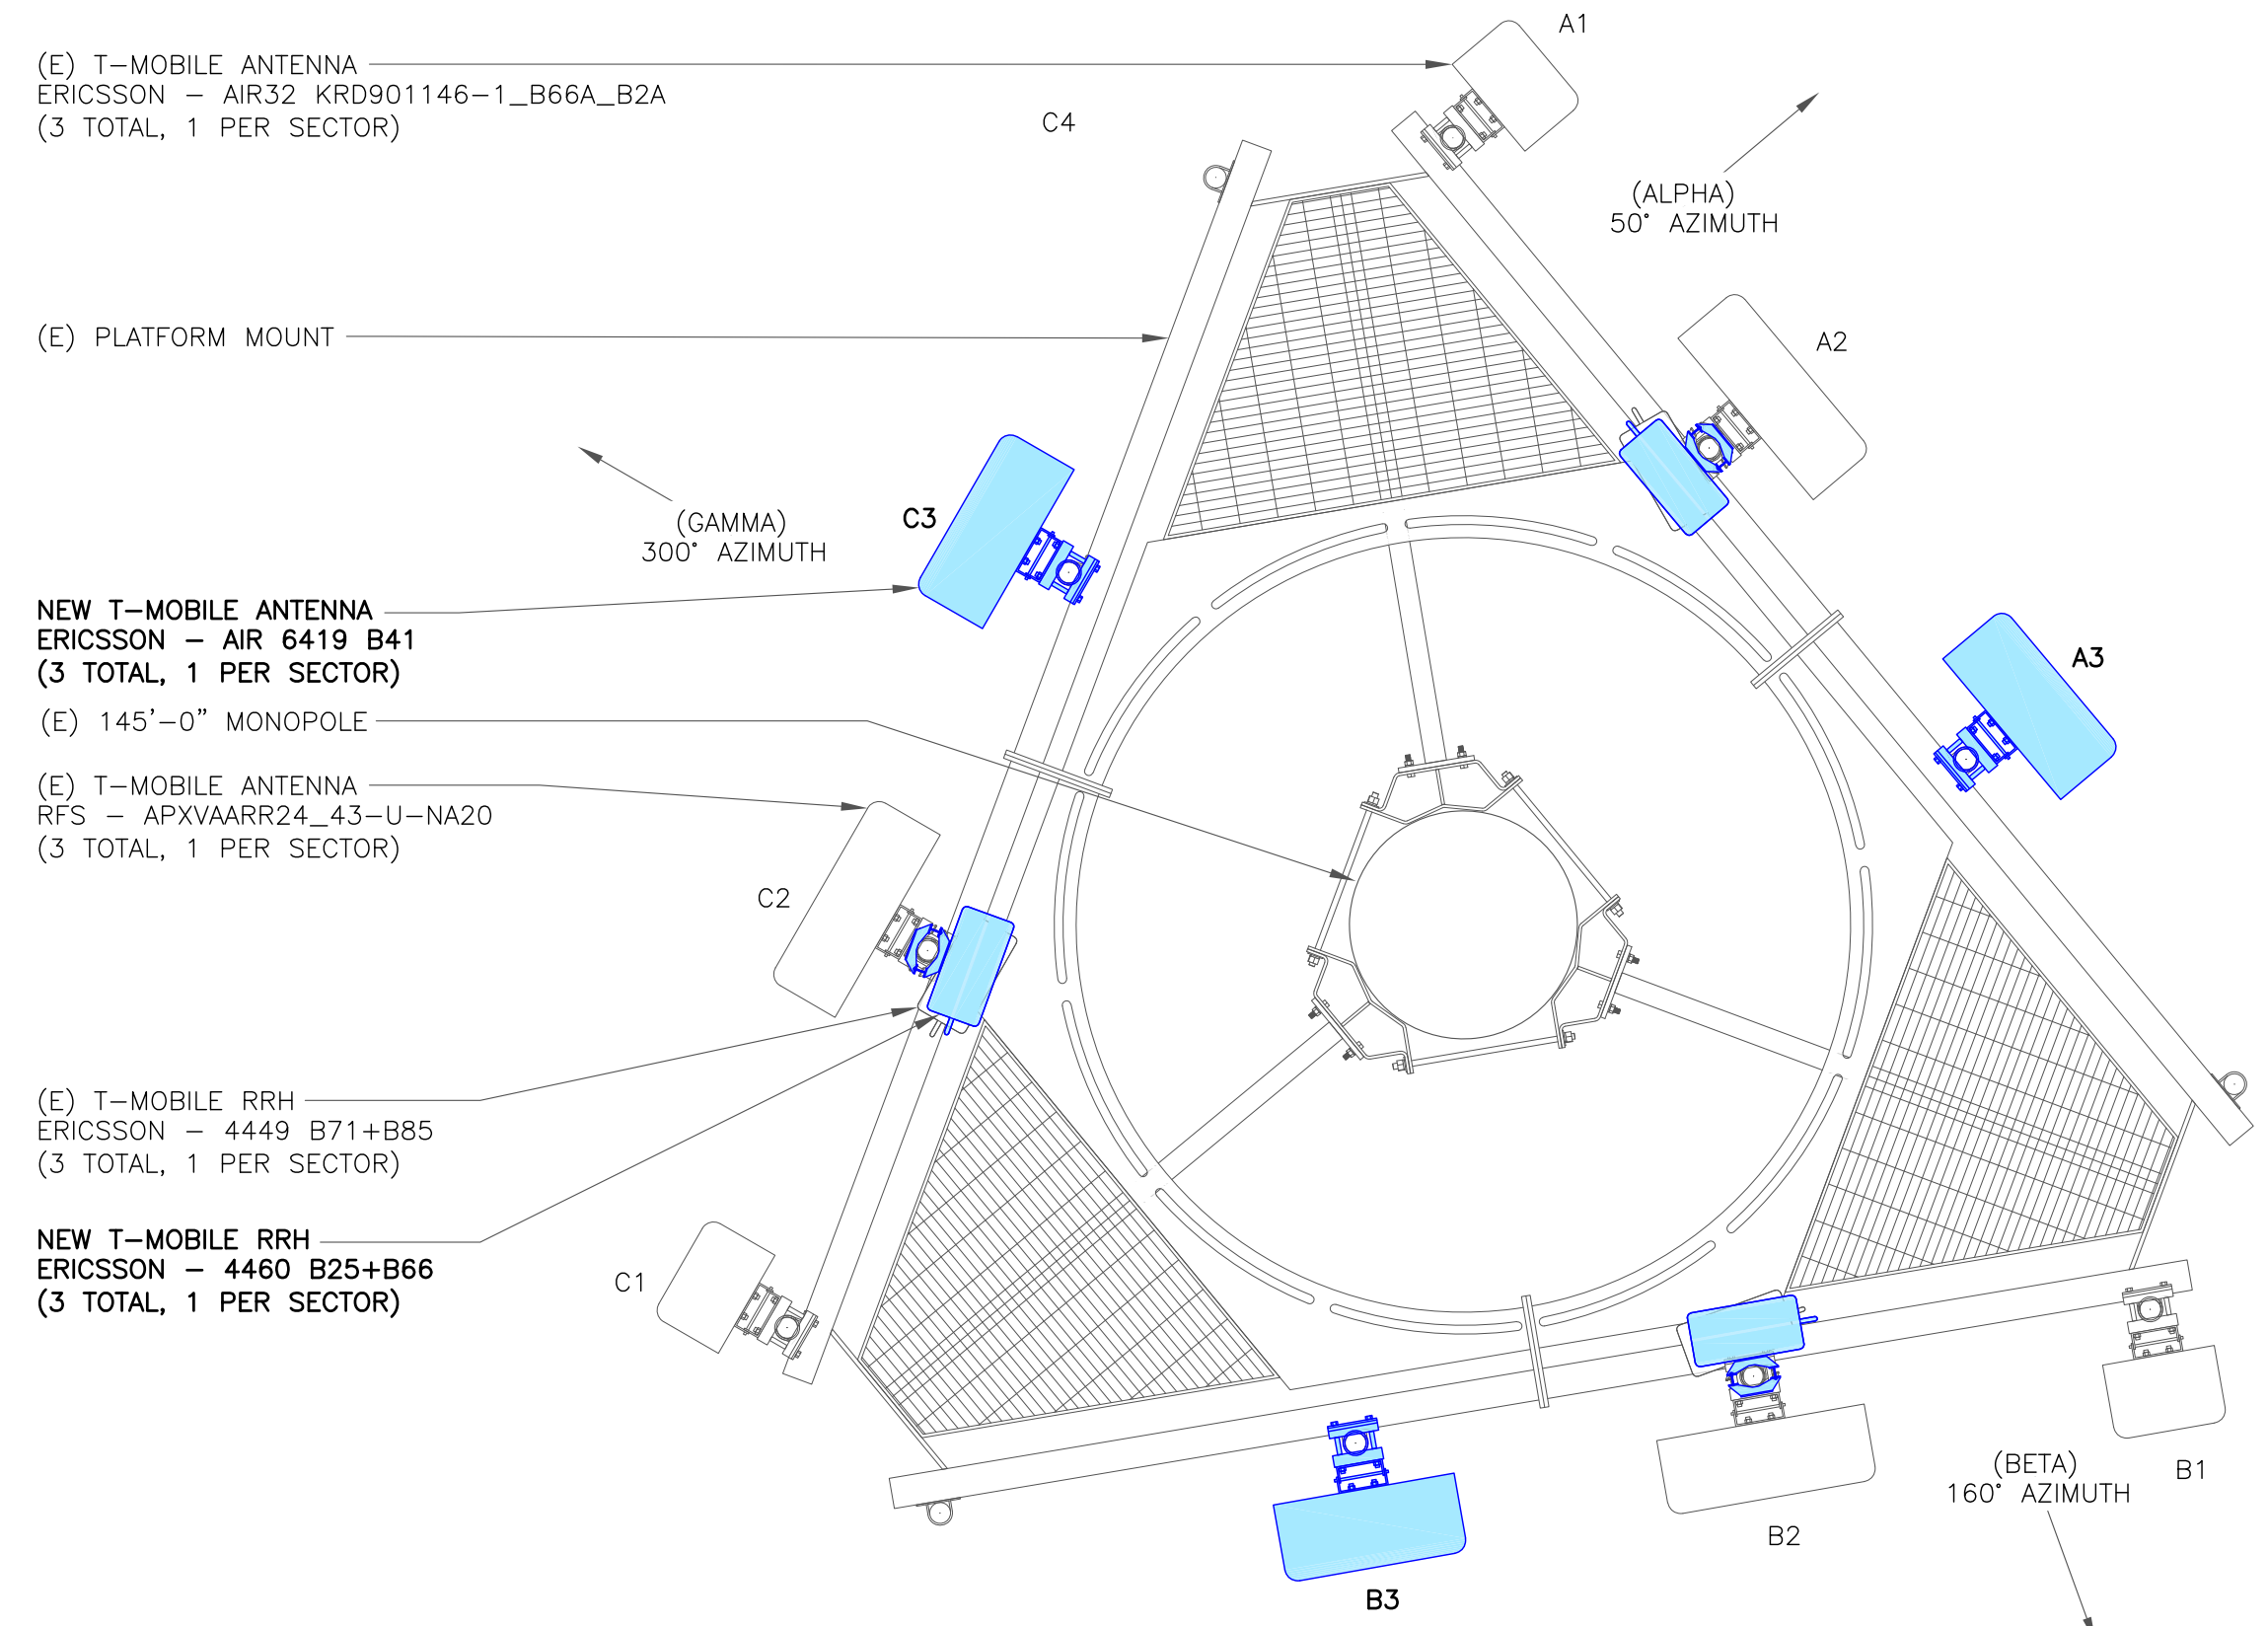 (E) T-MOBILE ANTENNA
ERICSSON - AIR32 KRD901146-1_B66A_B2A
(3 TOTAL, 1 PER SECTOR)
A1
C4
(ALPHA)
50° AZIMUTH
(E) PLATFORM MOUNT
A2
(GAMMA)
300° AZIMUTH
C3
NEW T-MOBILE ANTENNA
ERICSSON - AIR 6419 B41
(3 TOTAL, 1 PER SECTOR)
A3
(E) 145'-0" MONOPOLE
(E) T-MOBILE ANTENNA
RFS - APXVAARR24_43-U-NA20
(3 TOTAL, 1 PER SECTOR)
C2
(E) T-MOBILE RRH
ERICSSON - 4449 B71+B85
(3 TOTAL, 1 PER SECTOR)
NEW T-MOBILE RRH
ERICSSON - 4460 B25+B66
(3 TOTAL, 1 PER SECTOR)
C1
(BETA)
160° AZIMUTH
B1
B2
B3